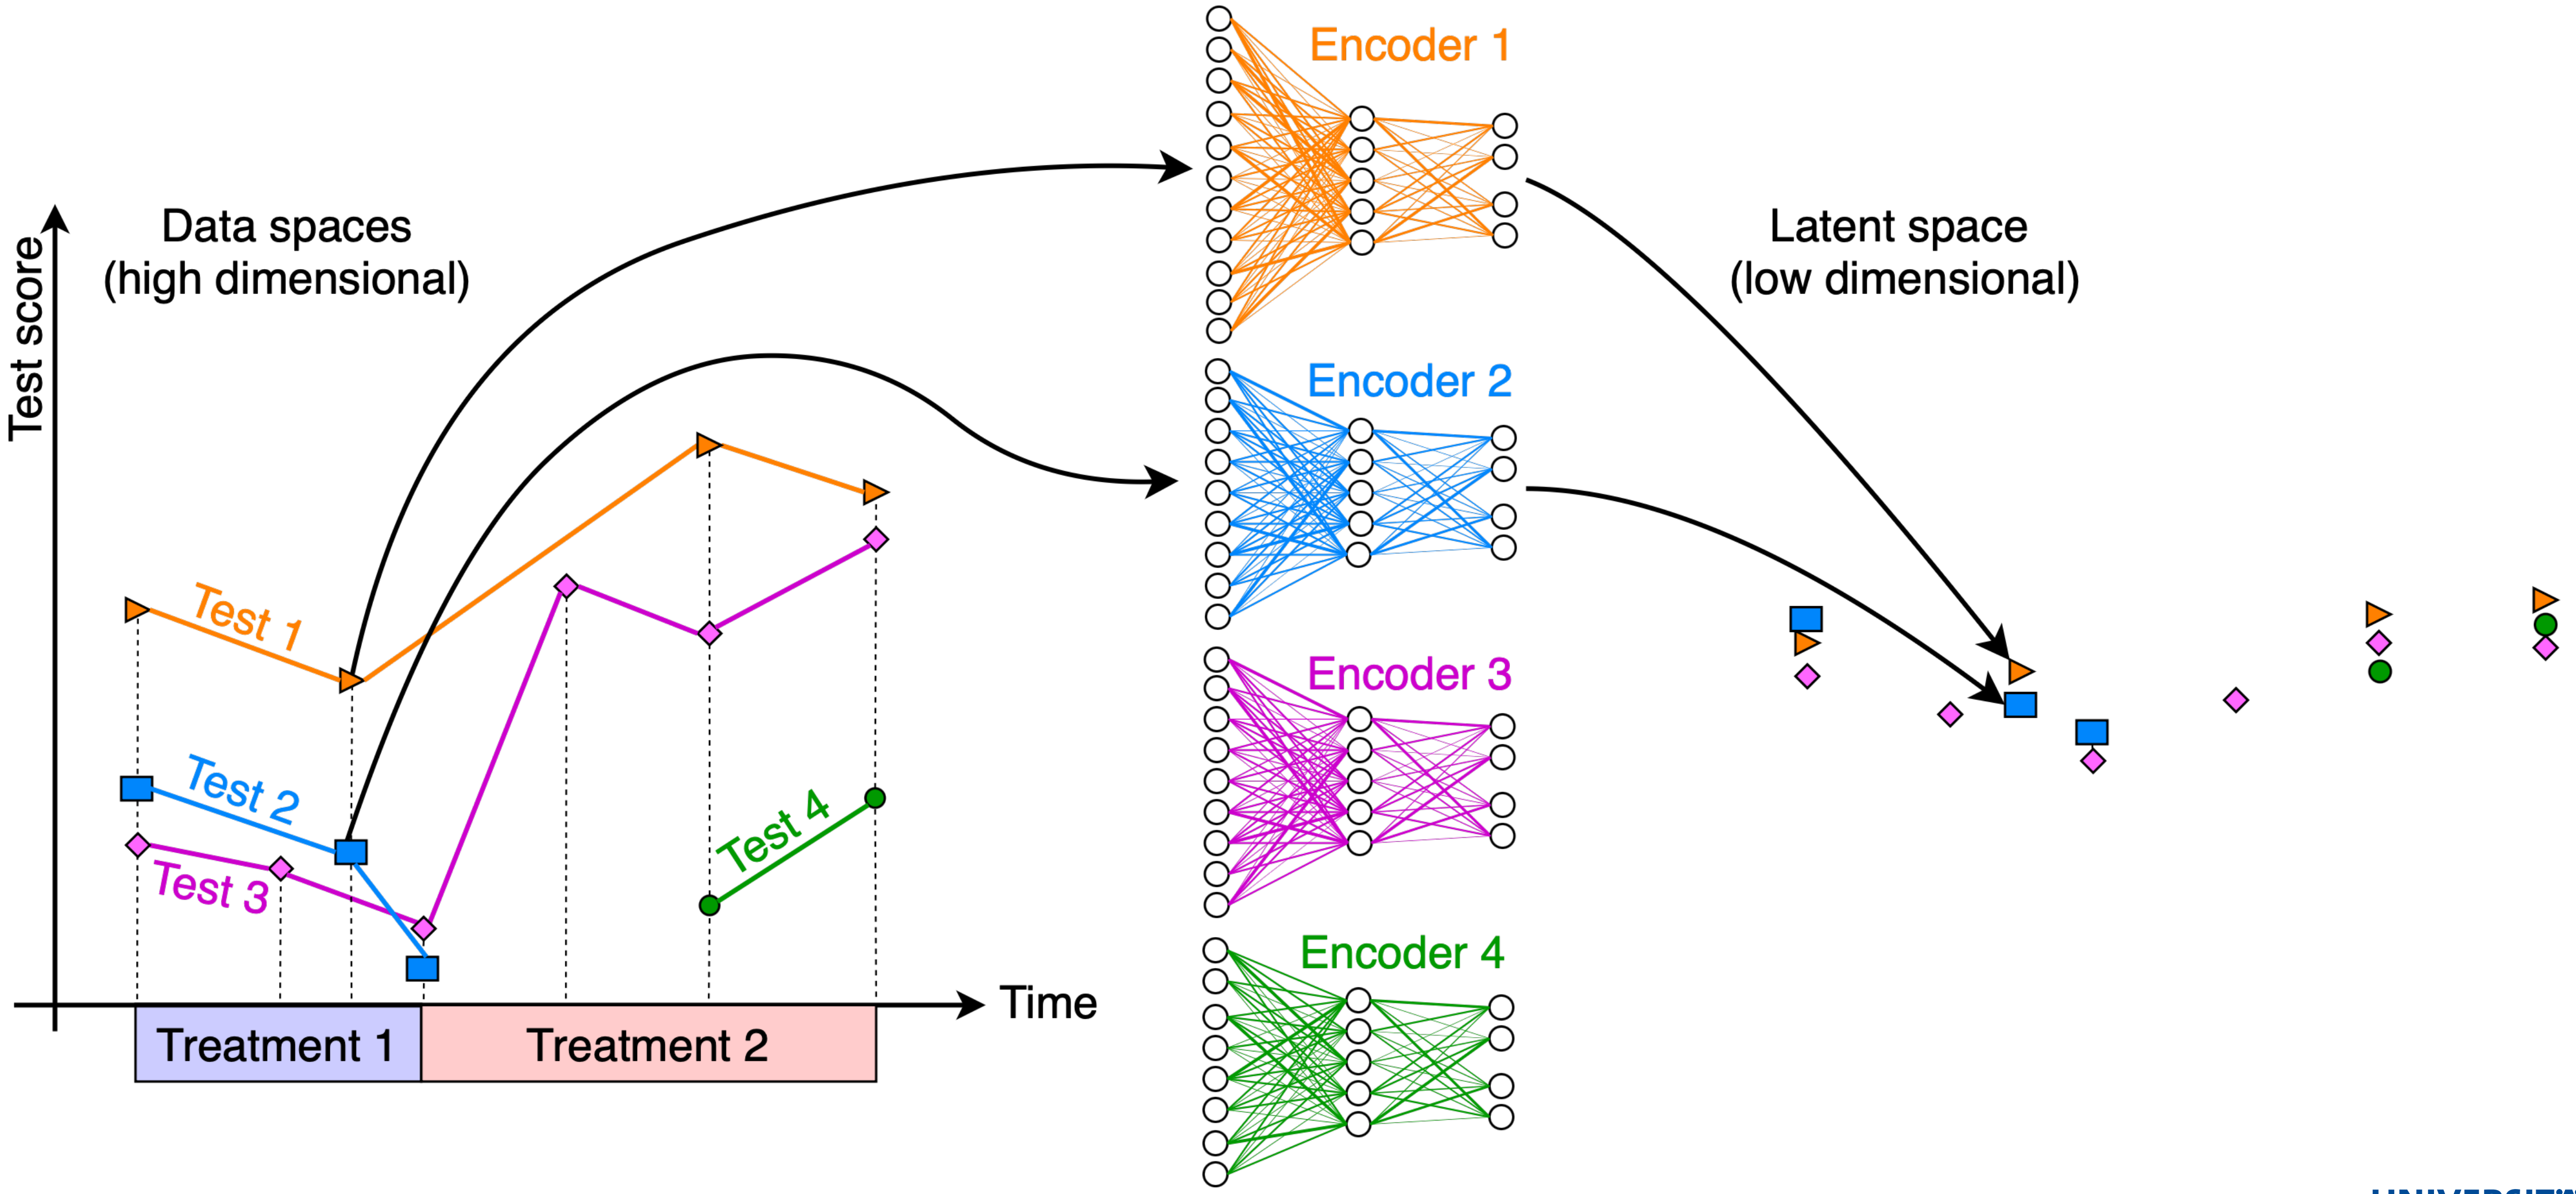 Encoder 1
Data spaces
(high dimensional)
Latent space
(low dimensional)
Test score
Encoder 2
Test 1
Encoder 3
Test 2
Test 3
Test 4
Encoder 4
Time
Treatment 1
Treatment 2